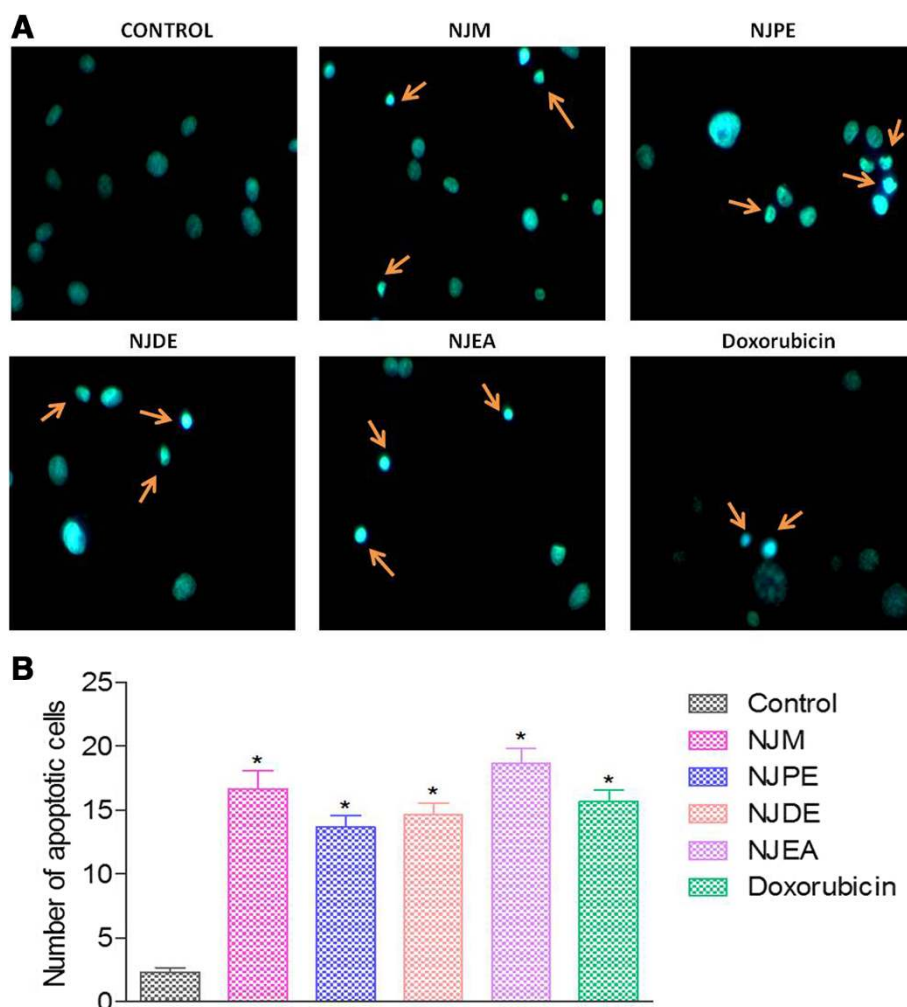 A
CONTROL
NJM
NJPE
NJDE
NJEA
Doxorubicin
B
Number of apoptotic cells
25
20
15
10
5
0
*
*
*
*
*
Control
NJM
NJPE
NJDE
NJEA
Doxorubicin